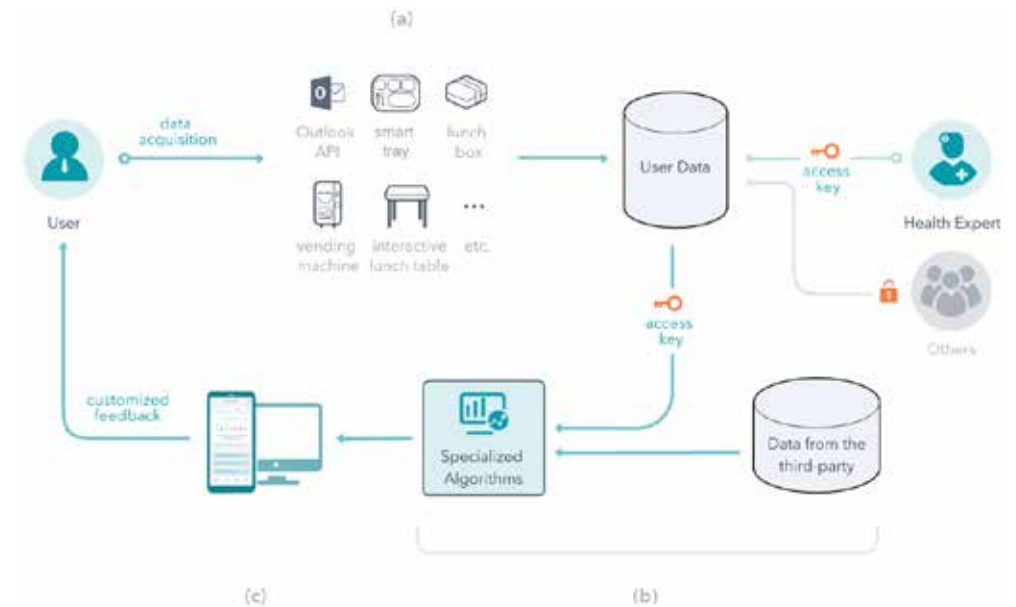 (a)
data
acquisition
Outlook
API
smart
tray
lunch
box
User Data
access
key
User
Health Expert
vending
machine
interactive
lunch table
...
etc.
access
key
Others
customized
feedback
Specialized
Algorithms
Data from the
third-party
(c)
(b)